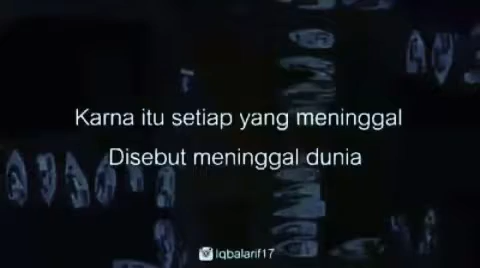 Karna itu setiap yang meninggal
Disebut meninggal dunia
Iqbalarif17